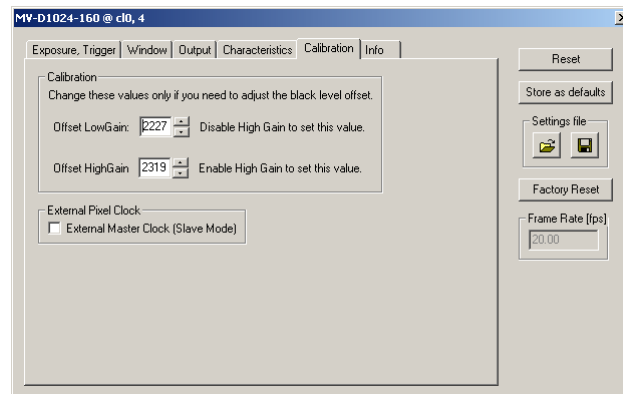 MV-D1024-160 @ cl0, 4
Exposure, Trigger Window Output Characteristics Calibration Info
Calibration
Change these values only if you need to adjust the black level offset.
Offset LowGain: 2227 Disable High Gain to set this value.
Offset HighGain 2319 Enable High Gain to set this value.
External Pixel Clock
External Master Clock (Slave Mode)
Reset
Store as defaults
Settings file
Factory Reset
Frame Rate [fps]
20.00